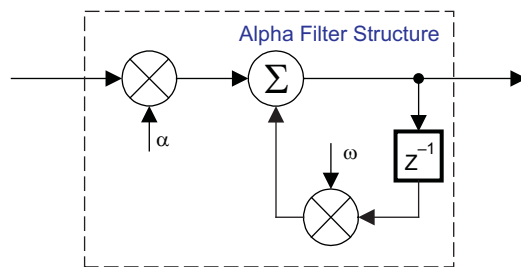 Alpha Filter Structure
Σ
α
ω
Z⁻¹